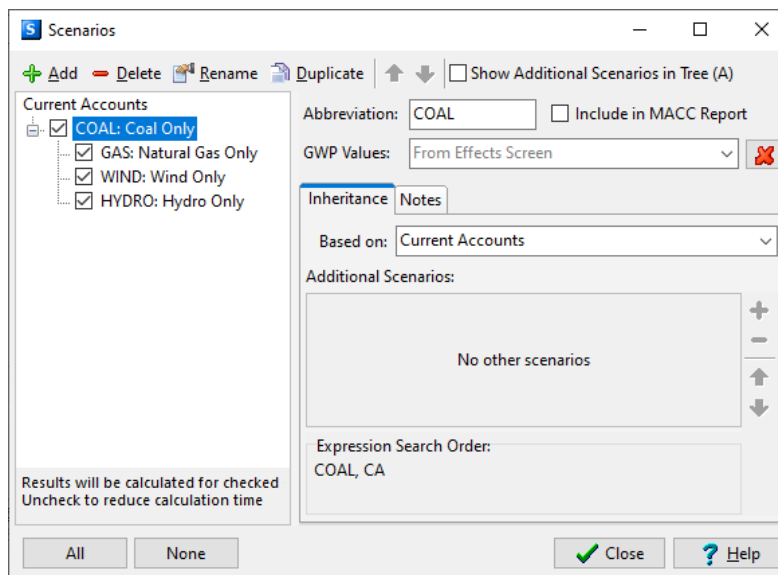 S Scenarios
Add Delete Rename Duplicate Show Additional Scenarios in Tree (A)
Current Accounts
COAL: Coal Only
GAS: Natural Gas Only
WIND: Wind Only
HYDRO: Hydro Only
Results will be calculated for checked
Uncheck to reduce calculation time
All None
Abbreviation: COAL Include in MACC Report
GWP Values: From Effects Screen
Inheritance Notes
Based on: Current Accounts
Additional Scenarios:
No other scenarios
Expression Search Order:
COAL, CA
Close ? Help